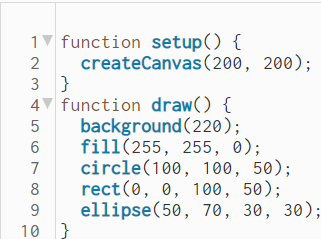 1 function setup() {
2   createCanvas(200, 200);
3 }
4 function draw() {
5   background(220);
6   fill(255, 255, 0);
7   circle(100, 100, 50);
8   rect(0, 0, 100, 50);
9   ellipse(50, 70, 30, 30);
10 }